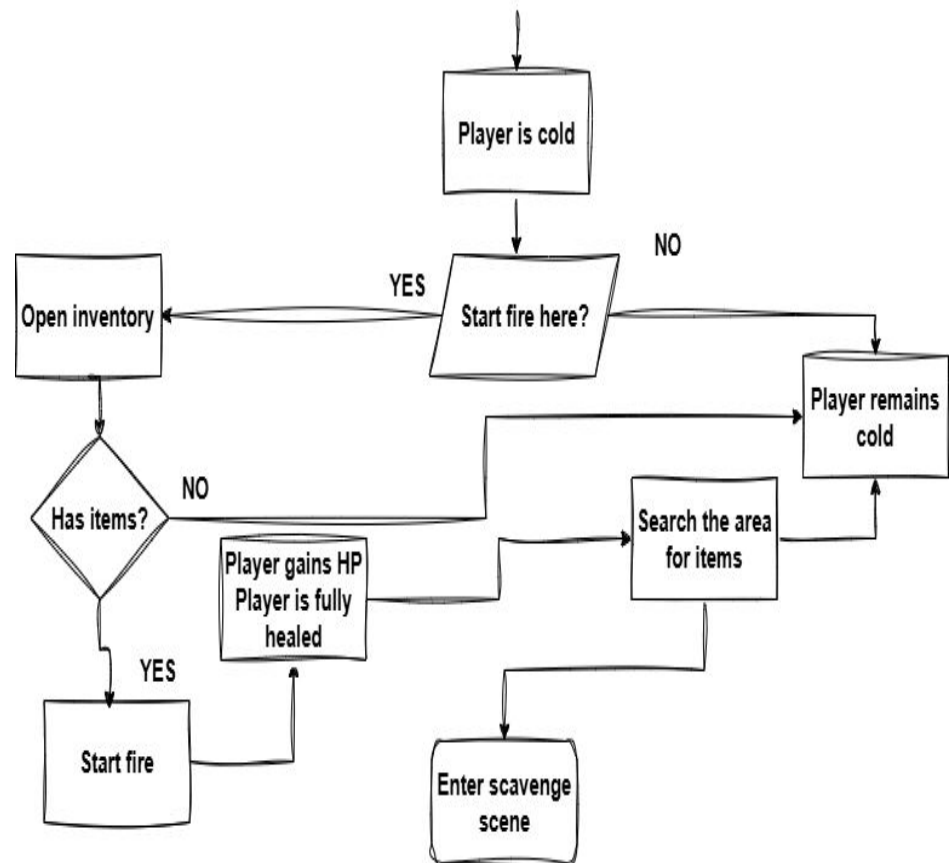 Player is cold
NO
YES
Start fire here?
Open inventory
Player remains
cold
NO
Has items?
Search the area
for items
Player gains HP
Player is fully
healed
YES
Start fire
Enter scavenge
scene